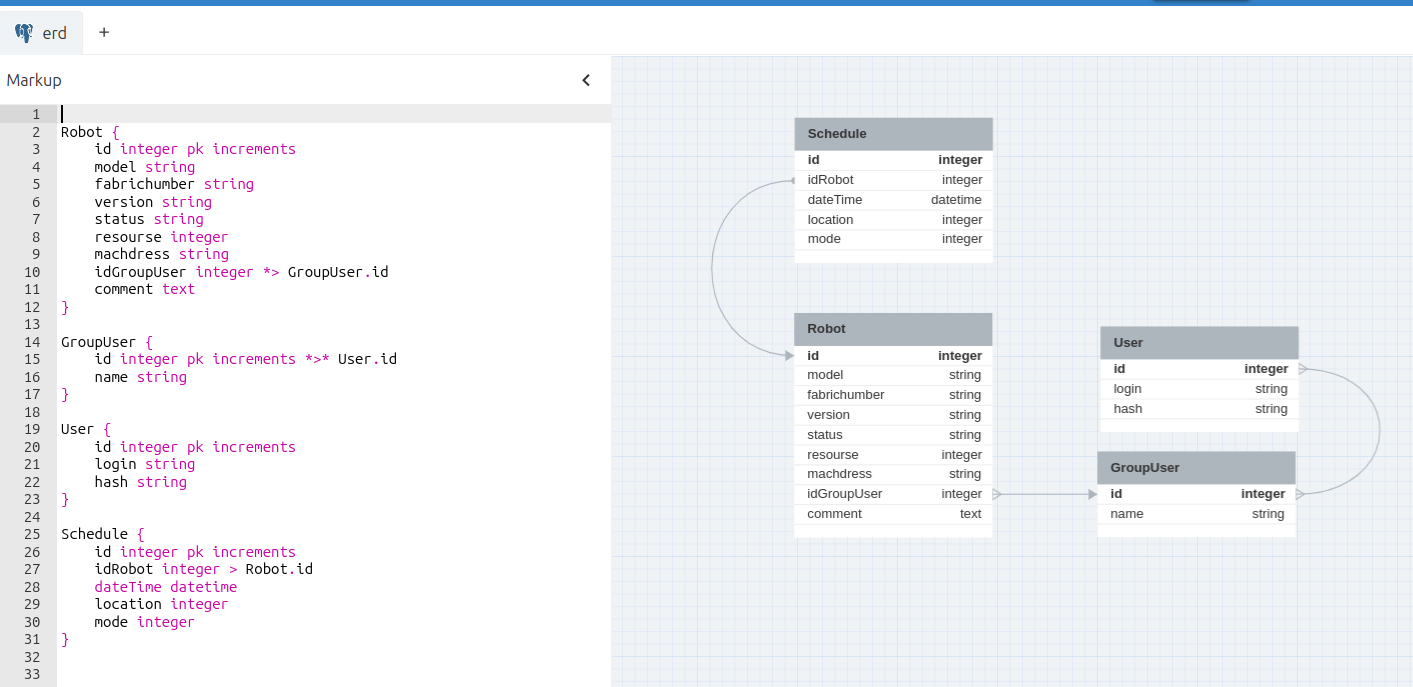 erd +
Markup
1
2 Robot {
3 id integer pk increments
4 model string
5 fabrichumber string
6 version string
7 status string
8 resourse integer
9 machdress string
10 idGroupUser integer *> GroupUser.id
11 comment text
12 }
13
14 GroupUser {
15 id integer pk increments *>* User.id
16 name string
17 }
18
19 User {
20 id integer pk increments
21 login string
22 hash string
23 }
24
25 Schedule {
26 id integer pk increments
27 idRobot integer > Robot.id
28 dateTime datetime
29 location integer
30 mode integer
31 }
32
33
Schedule
id integer
idRobot integer
dateTime datetime
location integer
mode integer
Robot
id integer
model string
fabrichumber string
version string
status string
resourse integer
machdress string
idGroupUser integer
comment text
User
id integer
login string
hash string
GroupUser
id integer
name string